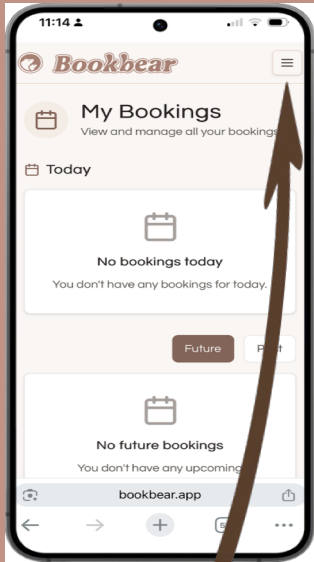 11:14
Bookbear
My Bookings
View and manage all your bookings
Today
No bookings today
You don't have any bookings for today.
Future
No future bookings
You don't have any upcoming
bookbear.app